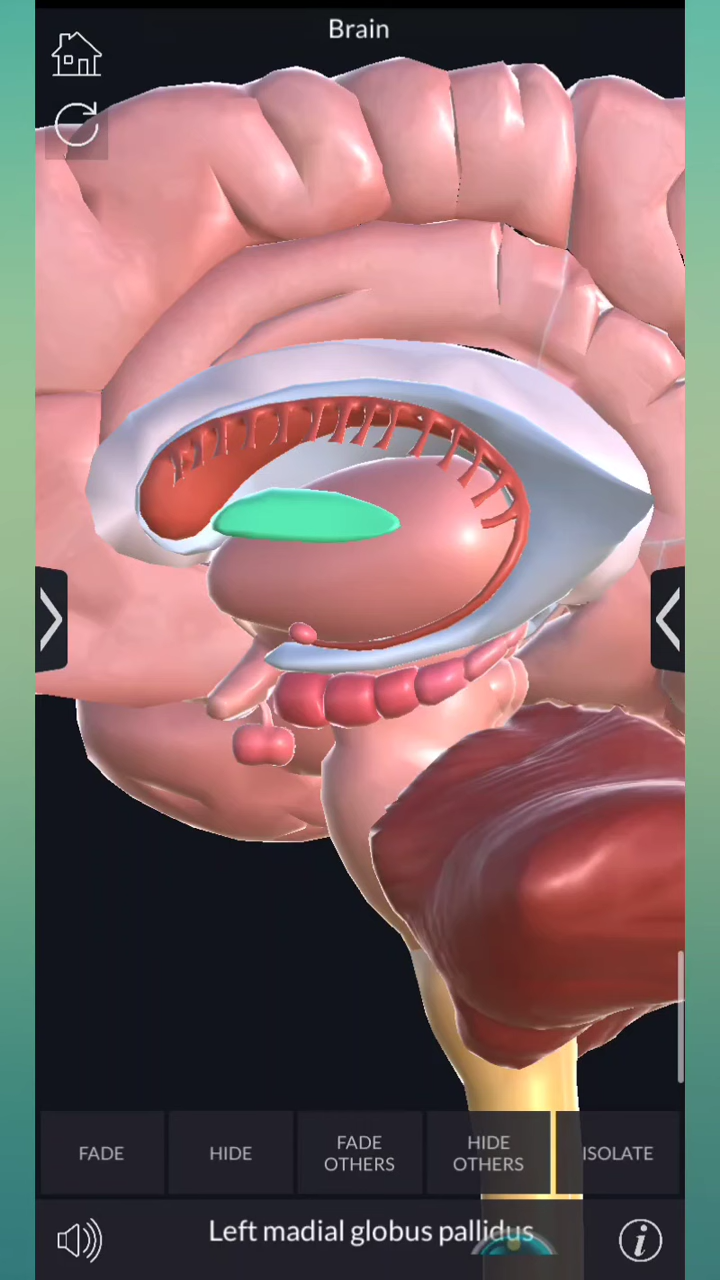 Brain
FADE
HIDE
FADE
OTHERS
HIDE
OTHERS
ISOLATE
Left madial globus pallidus